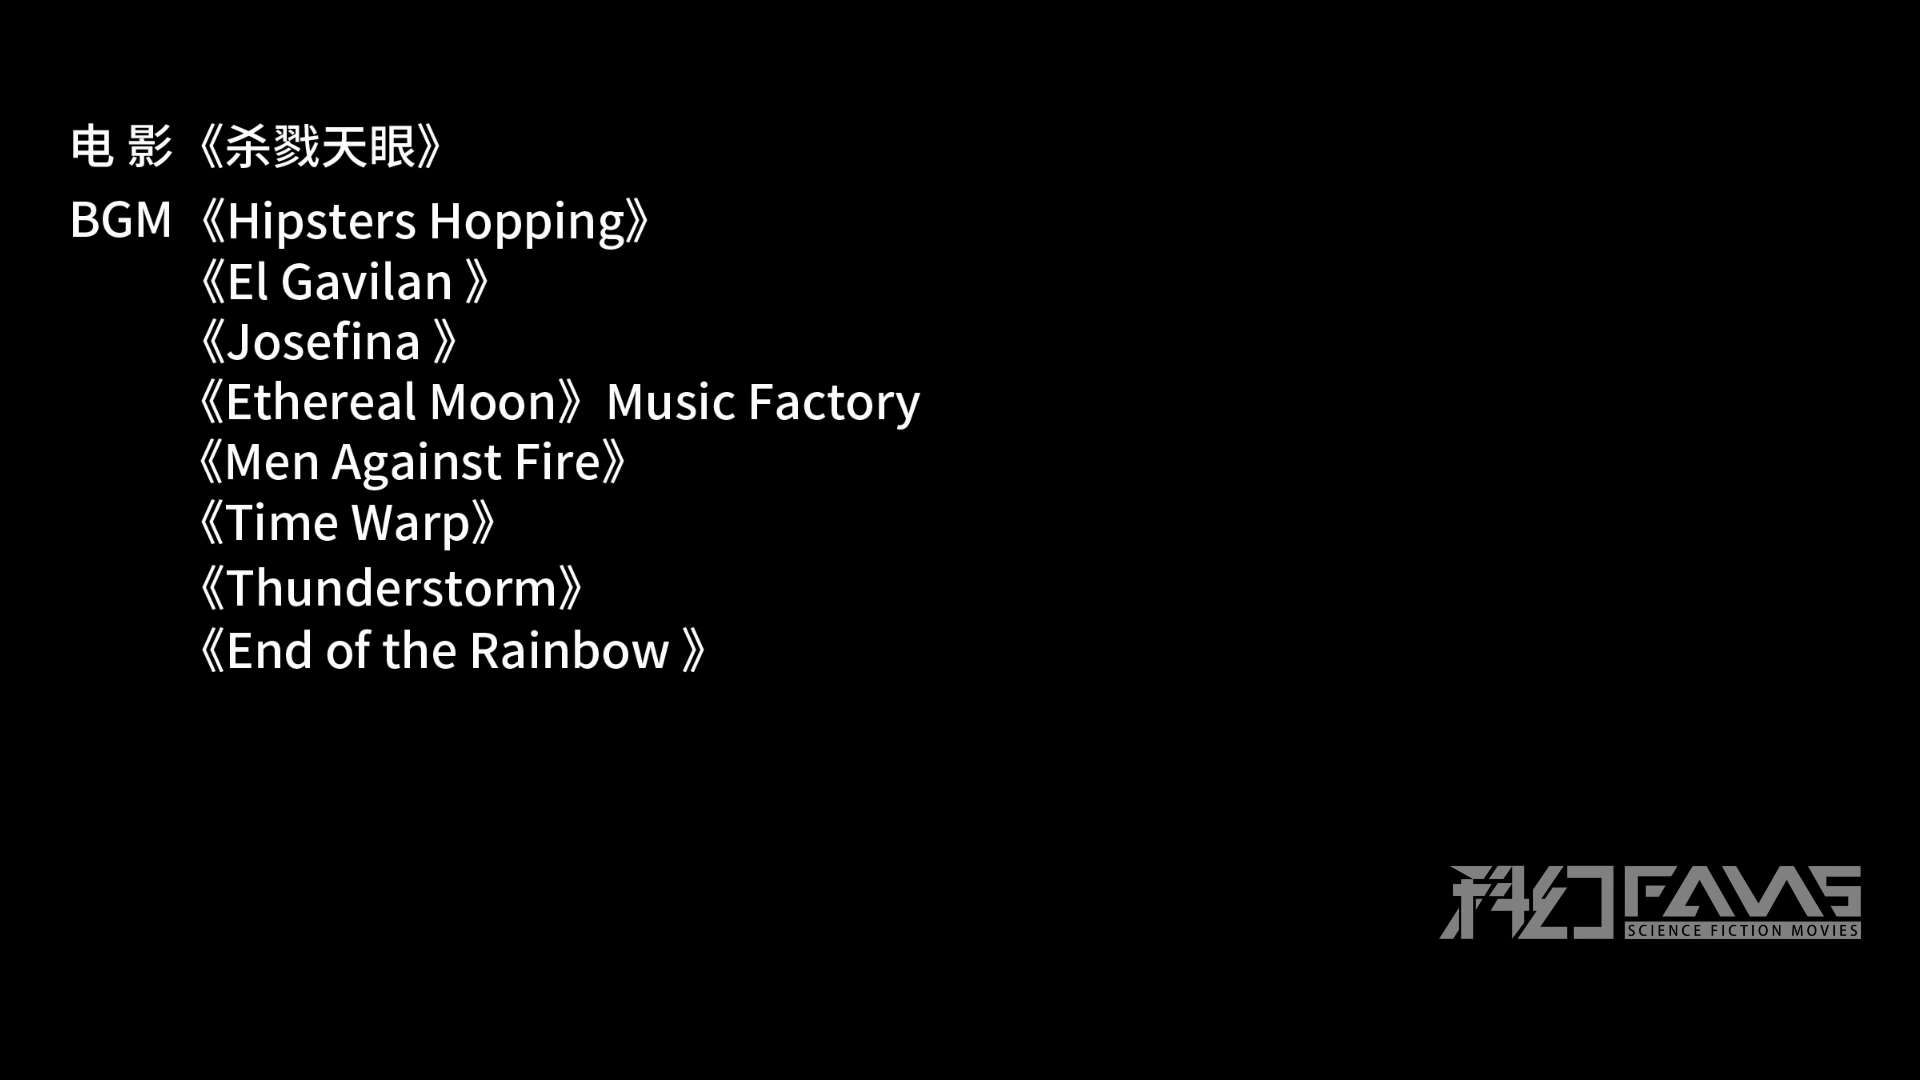 电 影 《杀戮天眼》
BGM 《Hipsters Hopping》
《El Gavilan 》
《Josefina 》
《Ethereal Moon》 Music Factory
《Men Against Fire》
《Time Warp》
《Thunderstorm》
《End of the Rainbow 》
科幻FANS
SCIENCE FICTION MOVIES